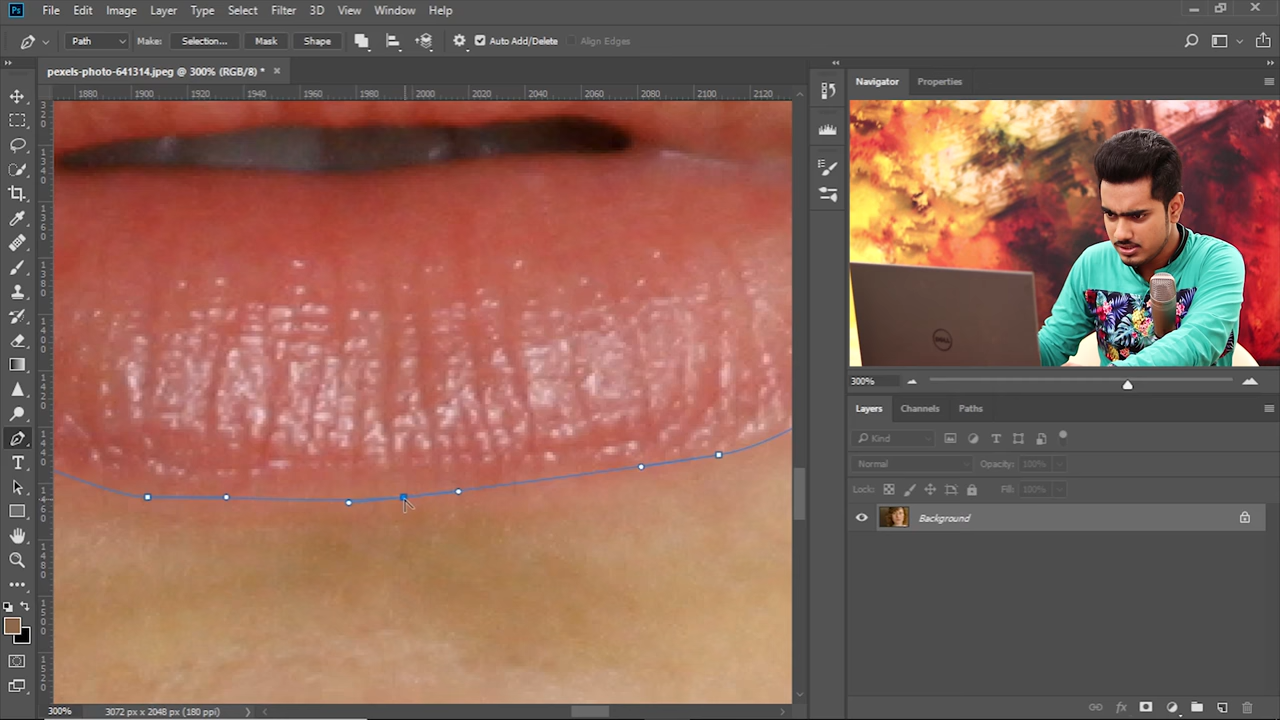 Ps File Edit Image Layer Type Select Filter 3D View Window Help
Path Make: Selection... Mask Shape Auto Add/Delete Align Edges
pexels-photo-641314.jpeg @ 300% (RGB/8) * ×
1880 1900 1920 1940 1960 1980 2000 2020 2040 2060 2080 2100 2120
Navigator Properties
DELL
300%
Layers Channels Paths
Kind
Normal Opacity: 100%
Lock: Fill: 100%
Background
fx
300% 3072 px x 2048 px (180 ppi)